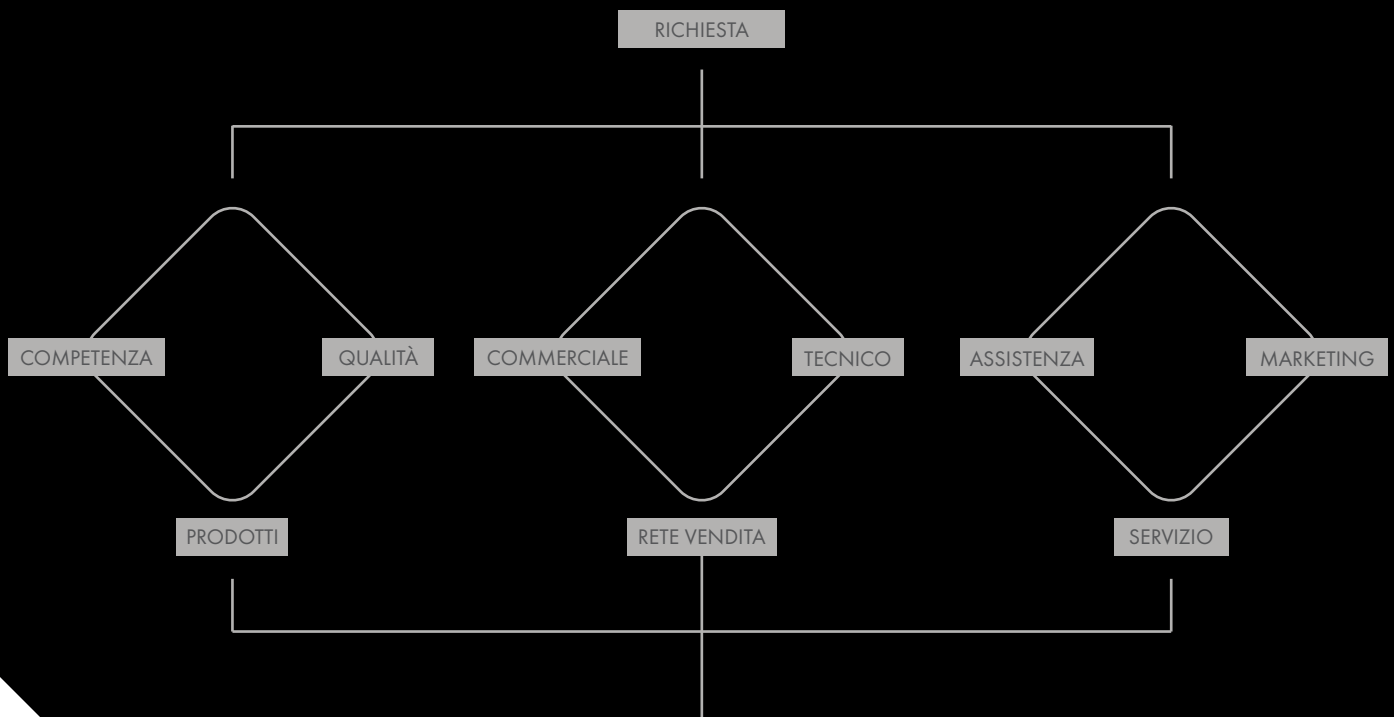 RICHIESTA
COMPETENZA
QUALITÀ
COMMERCIALE
TECNICO
ASSISTENZA
MARKETING
PRODOTTI
RETE VENDITA
SERVIZIO